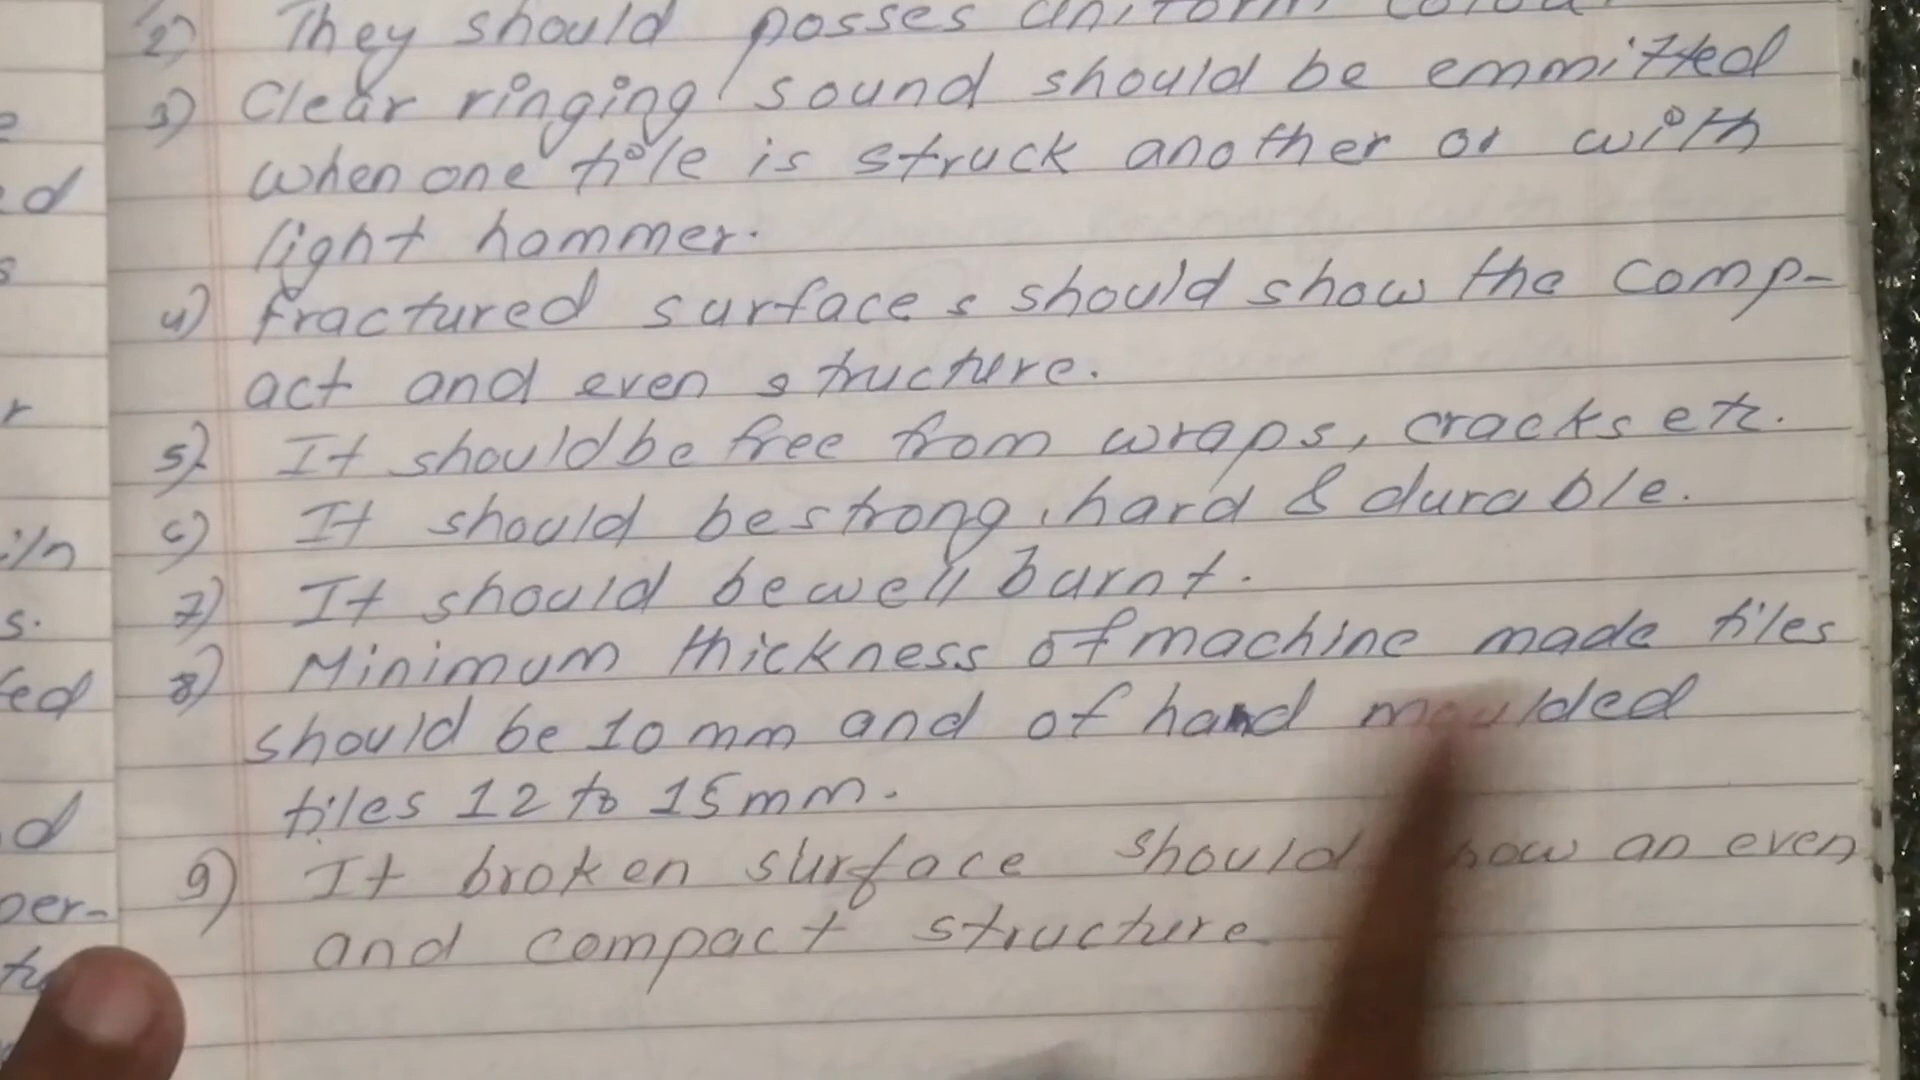 2) They should posses uniform colour
3) Clear ringing sound should be emmitted
when one tile is struck another or with
light hammer.
4) fractured surfaces should show the comp-
act and even structure.
5) It should be free from wraps, cracks etc.
6) It should be strong, hard & durable.
7) It should be well burnt.
8) Minimum thickness of machine made tiles
should be 10 mm and of hand moulded
tiles 12 to 15 mm.
9) It broken surface should show an even
and compact structure